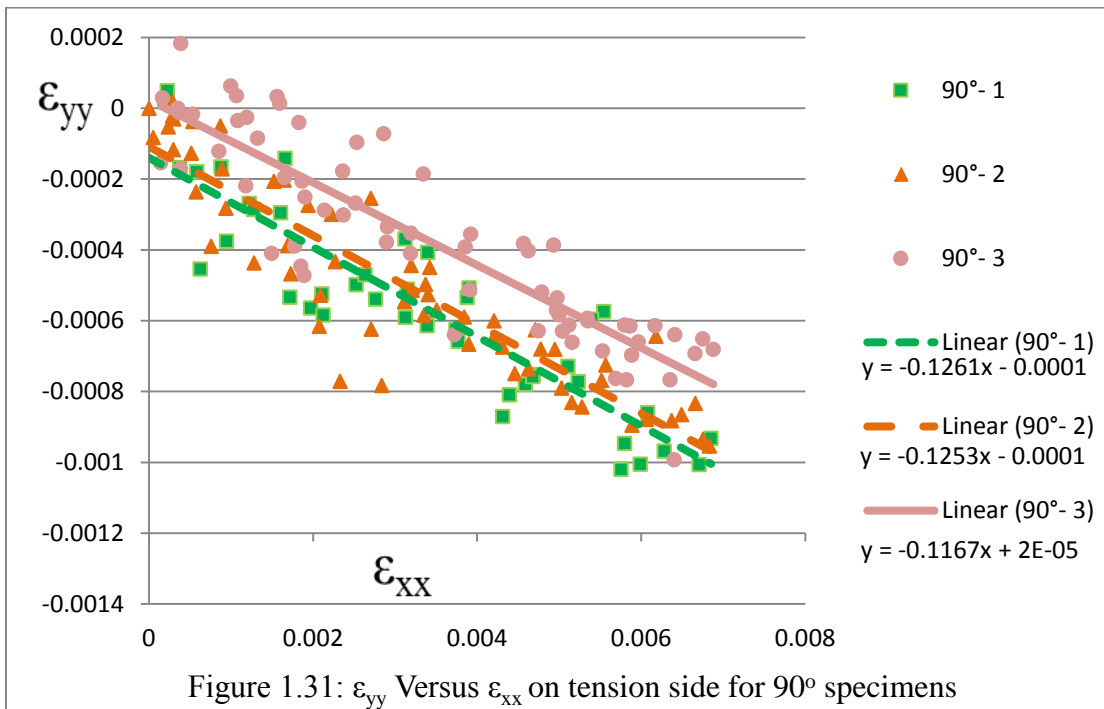 0.0002
0
-0.0002
-0.0004
-0.0006
-0.0008
-0.001
-0.0012
-0.0014
εyy
0
0.002
0.004
0.006
0.008
εxx
90°- 1
90°- 2
90°- 3
Linear (90°- 1)
y = -0.1261x - 0.0001
Linear (90°- 2)
y = -0.1253x - 0.0001
Linear (90°- 3)
y = -0.1167x + 2E-05
Figure 1.31: εyy Versus εxx on tension side for 90º specimens